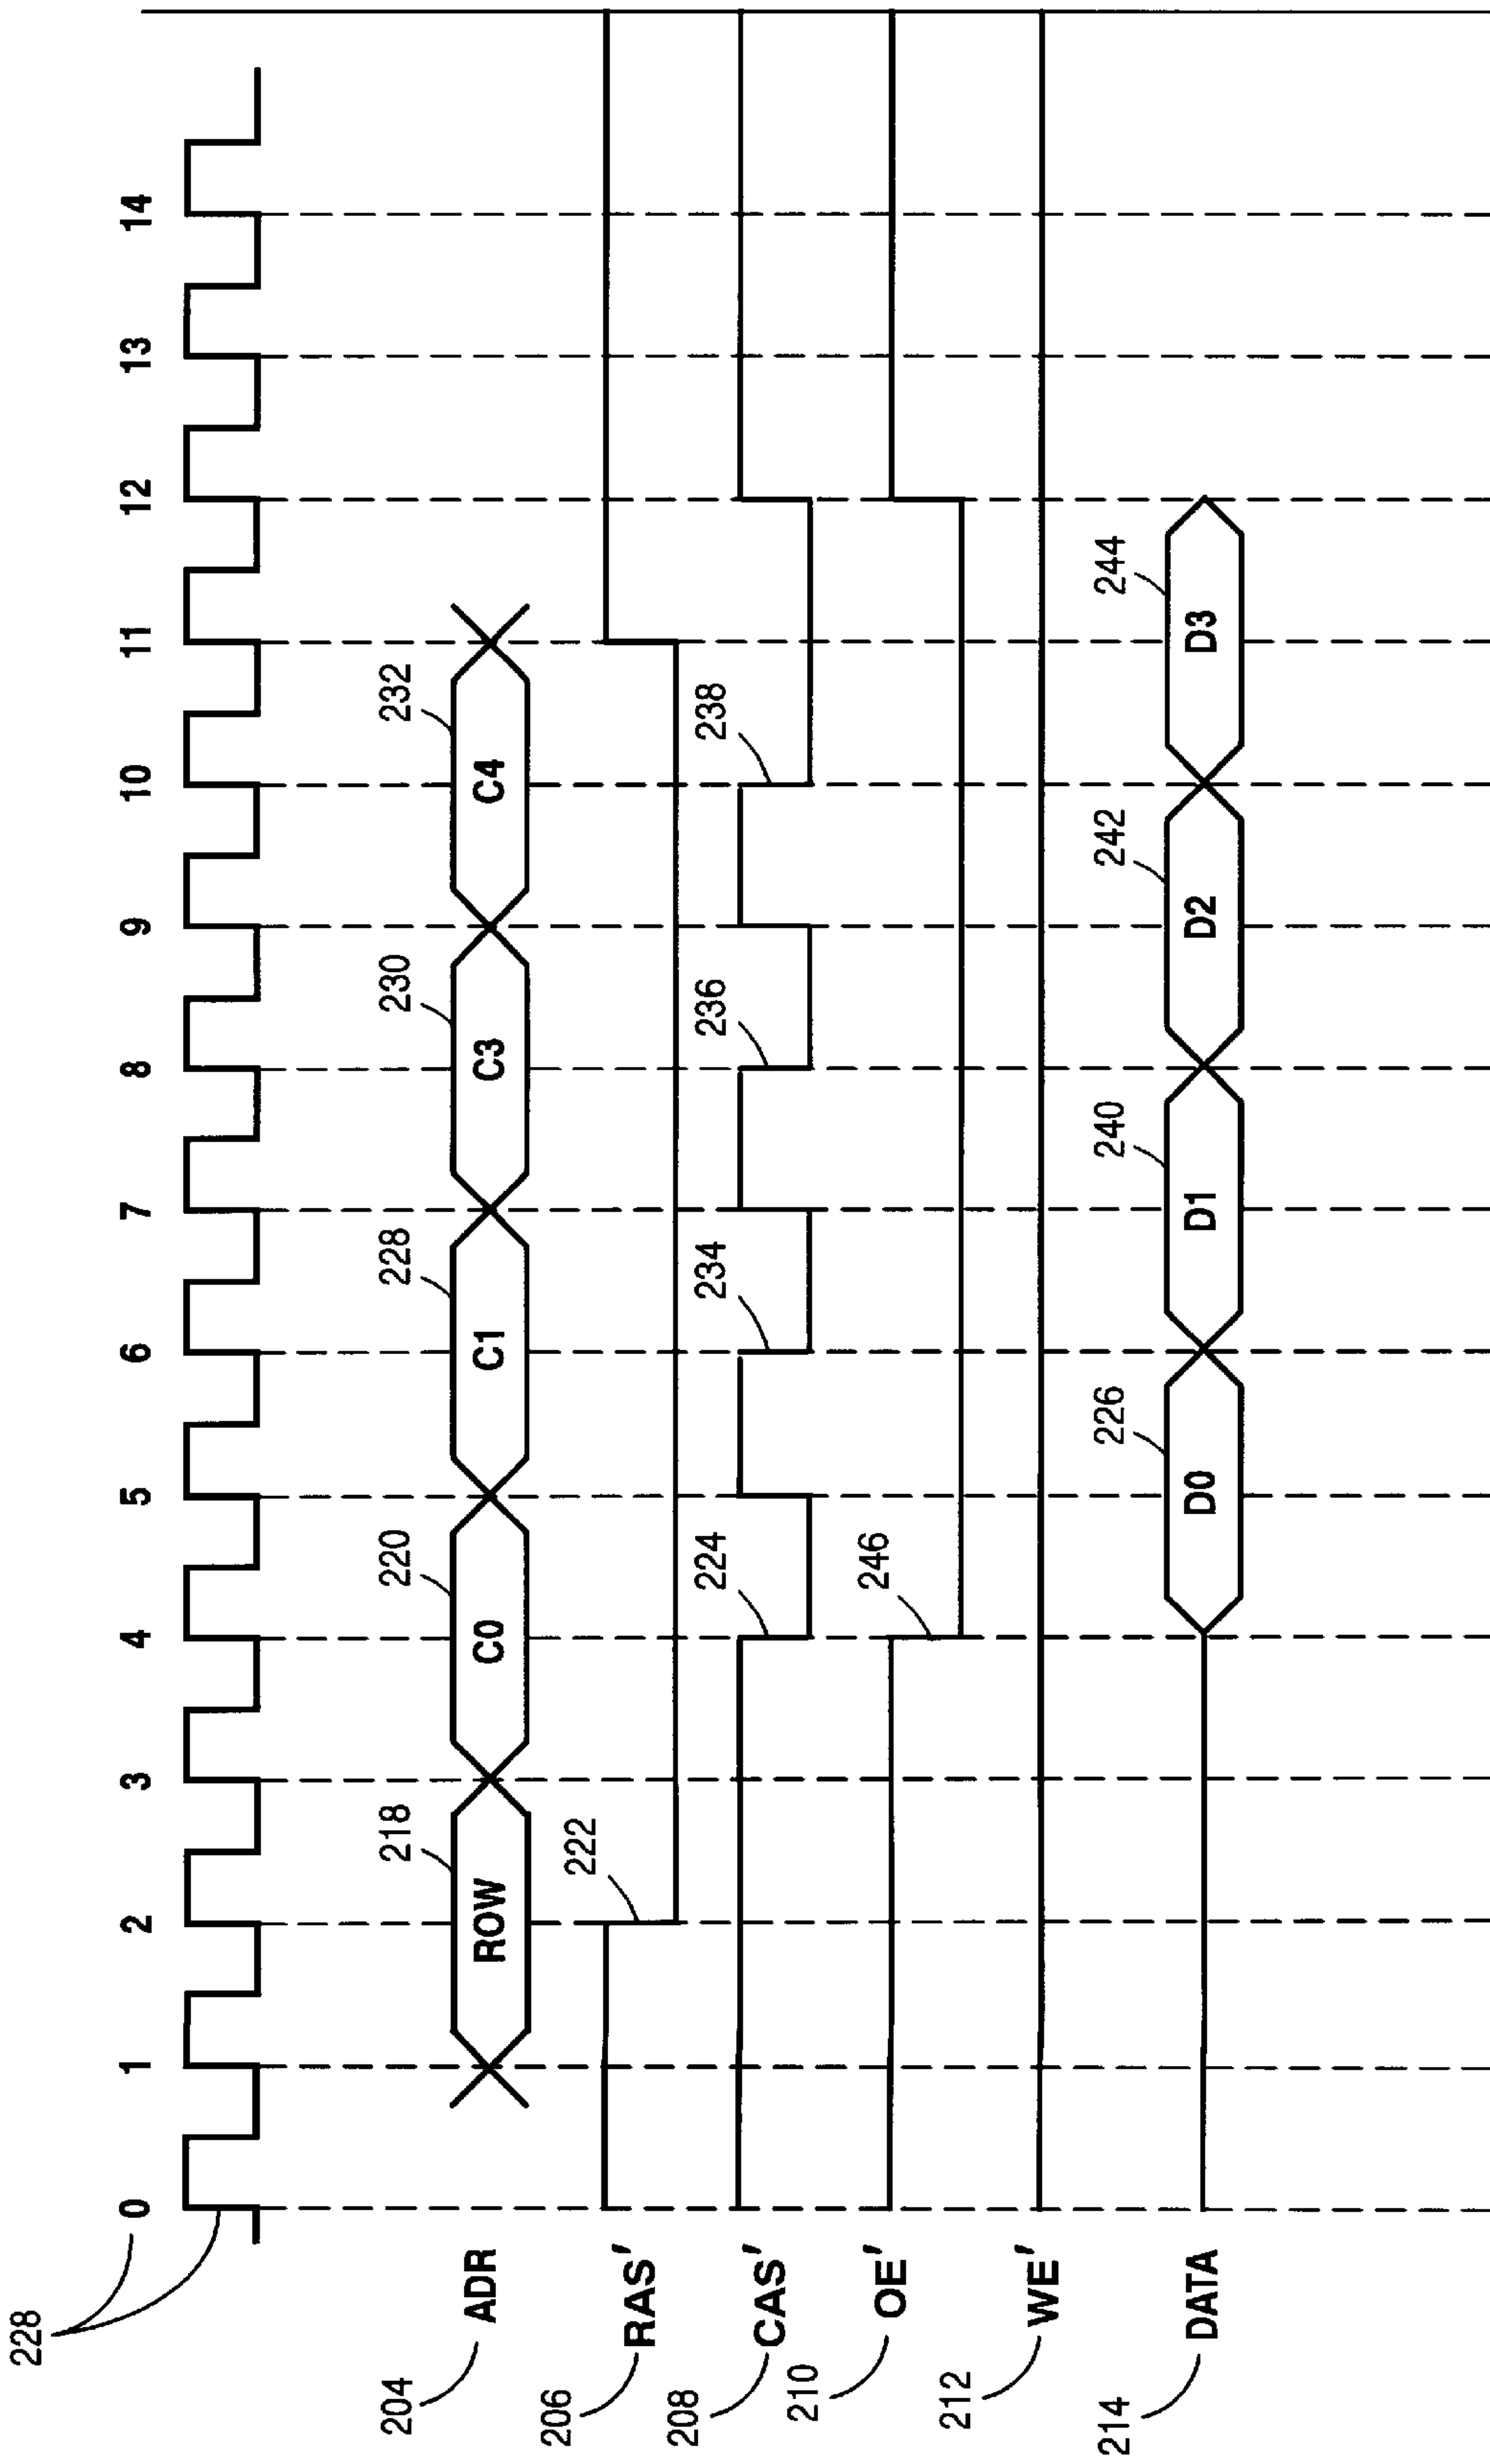 228
0 1 2 3 4 5 6 7 8 9 10 11 12 13 14
204 ADR
218 220 228 230 232
ROW C0 C1 C3 C4
206 RAS′
222
208 CAS′
224 234 236 238
210 OE′
246
212 WE′
214 DATA
226 240 242 244
D0 D1 D2 D3